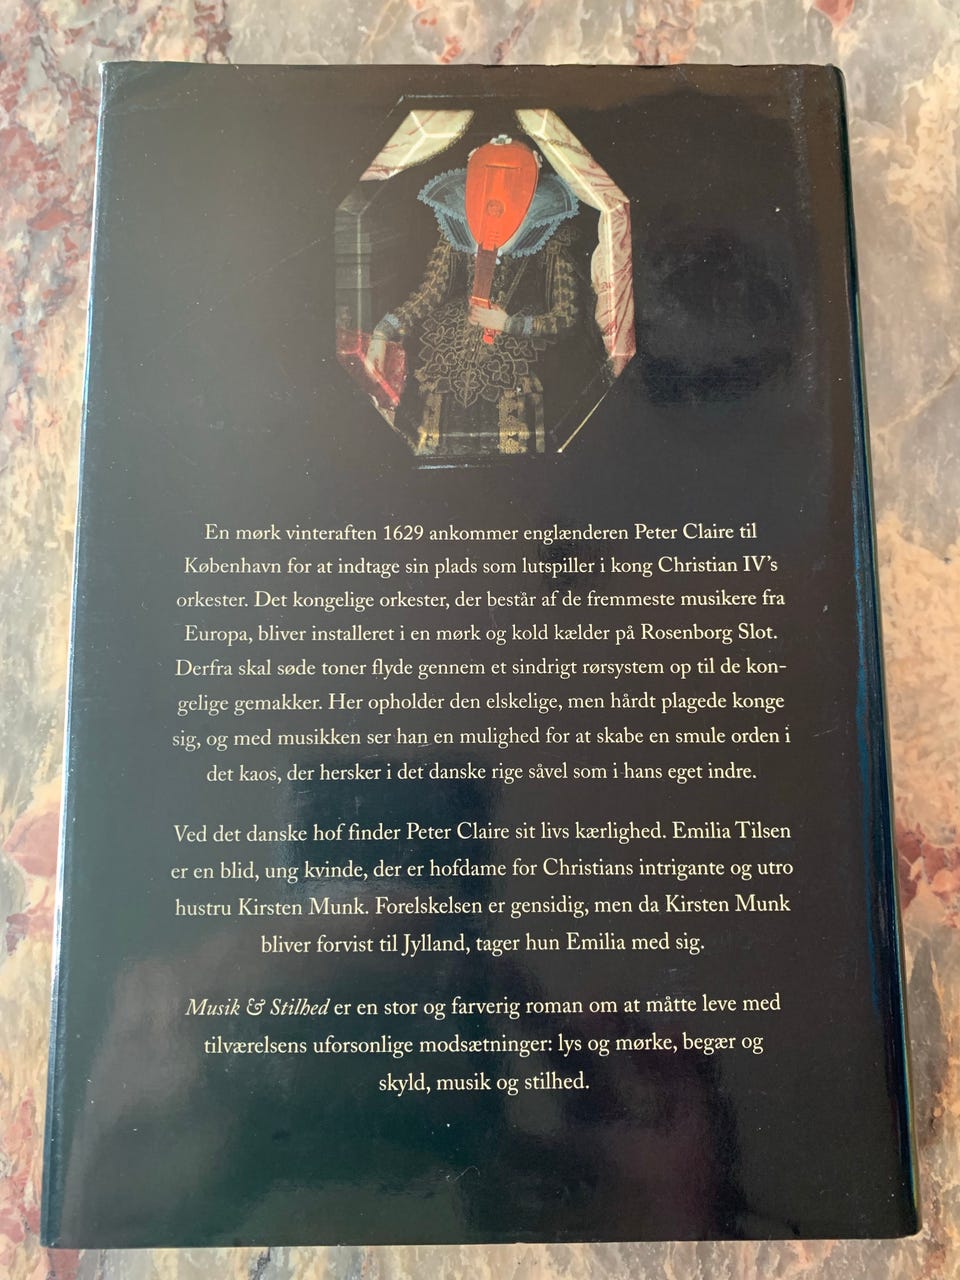 En mørk vinteraften 1629 ankommer englænderen Peter Claire til
København for at indtage sin plads som lutspiller i kong Christian IV's
orkester. Det kongelige orkester, der består af de fremmeste musikere fra
Europa, bliver installeret i en mørk og kold kælder på Rosenborg Slot.
Derfra skal søde toner flyde gennem et sindrigt rørsystem op til de kon-
gelige gemakker. Her opholder den elskelige, men hårdt plagede konge
sig, og med musikken ser han en mulighed for at skabe en smule orden i
det kaos, der hersker i det danske rige såvel som i hans eget indre.
Ved det danske hof finder Peter Claire sit livs kærlighed. Emilia Tilsen
er en blid, ung kvinde, der er hofdame for Christians intrigante og utro
hustru Kirsten Munk. Forelskelsen er gensidig, men da Kirsten Munk
bliver forvist til Jylland, tager hun Emilia med sig.
Musik & Stilhed er en stor og farverig roman om at måtte leve med
tilværelsens uforsonlige modsætninger: lys og mørke, begær og
skyld, musik og stilhed.